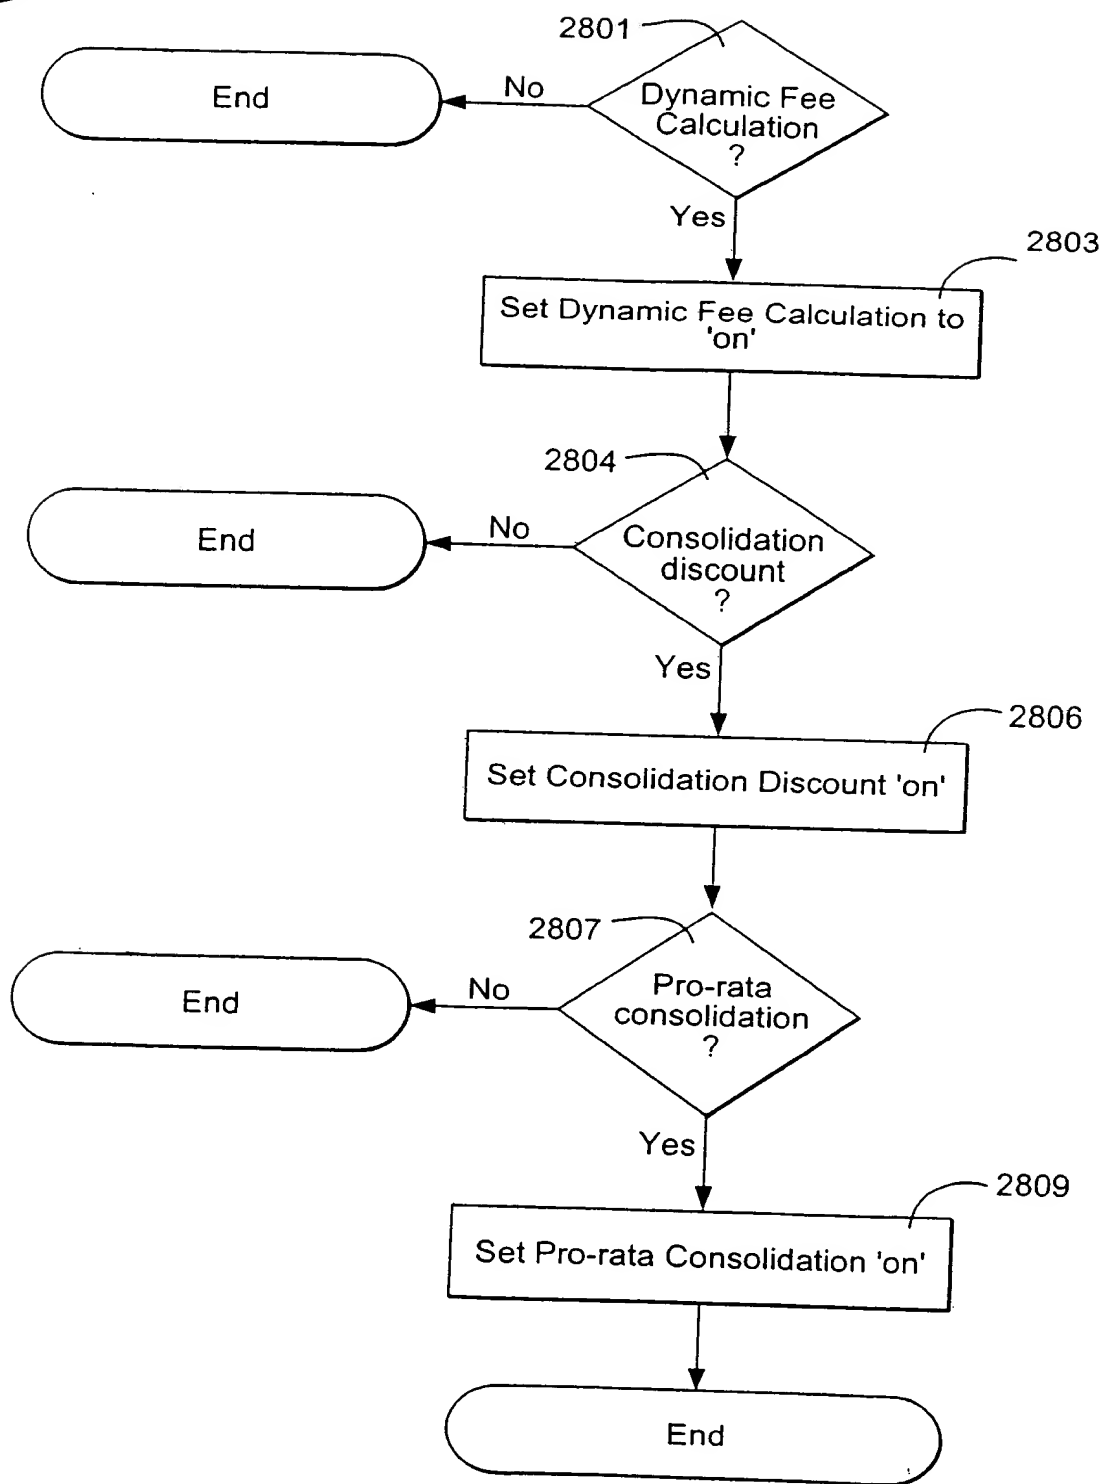 2801
End
No
Dynamic Fee
Calculation
?
Yes
2803
Set Dynamic Fee Calculation to
'on'
2804
End
No
Consolidation
discount
?
Yes
2806
Set Consolidation Discount 'on'
2807
End
No
Pro-rata
consolidation
?
Yes
2809
Set Pro-rata Consolidation 'on'
End